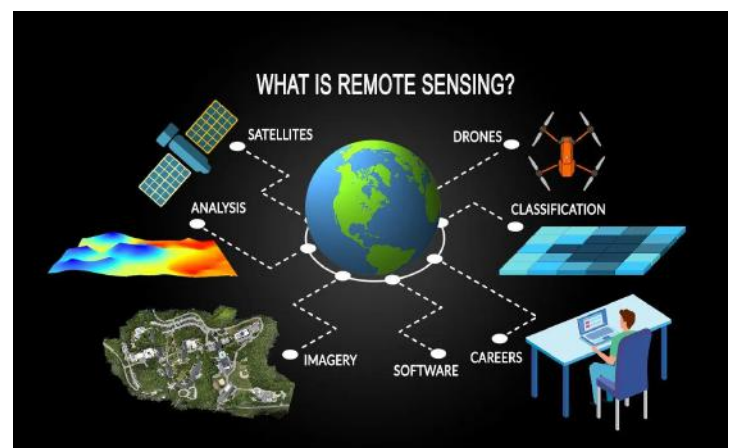 WHAT IS REMOTE SENSING?
SATELLITES
DRONES
ANALYSIS
CLASSIFICATION
IMAGERY
SOFTWARE
CAREERS